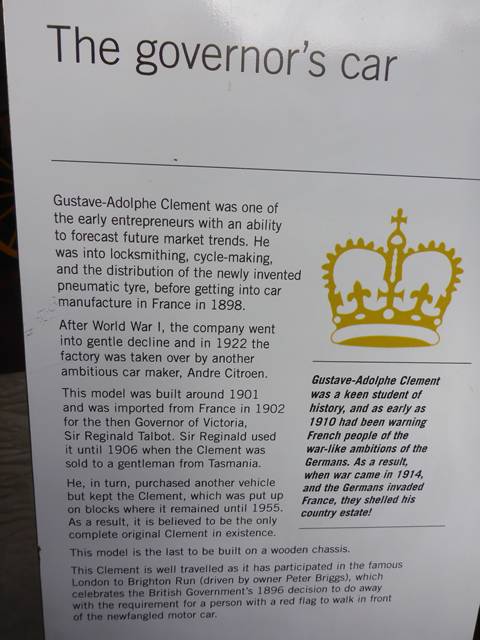 The governor's car
Gustave-Adolphe Clement was one of
the early entrepreneurs with an ability
to forecast future market trends. He
was into locksmithing, cycle-making,
and the distribution of the newly invented
pneumatic tyre, before getting into car
manufacture in France in 1898.
After World War I, the company went
into gentle decline and in 1922 the
factory was taken over by another
ambitious car maker, Andre Citroen.
This model was built around 1901
and was imported from France in 1902
for the then Governor of Victoria,
Sir Reginald Talbot. Sir Reginald used
it until 1906 when the Clement was
sold to a gentleman from Tasmania.
He, in turn, purchased another vehicle
but kept the Clement, which was put up
on blocks where it remained until 1955.
As a result, it is believed to be the only
complete original Clement in existence.
This model is the last to be built on a wooden chassis.
This Clement is well travelled as it has participated in the famous
London to Brighton Run (driven by owner Peter Briggs), which
celebrates the British Government's 1896 decision to do away
with the requirement for a person with a red flag to walk in front
of the newfangled motor car.
Gustave-Adolphe Clement
was a keen student of
history, and as early as
1910 had been warning
French people of the
war-like ambitions of the
Germans. As a result,
when war came in 1914,
and the Germans invaded
France, they shelled his
country estate!